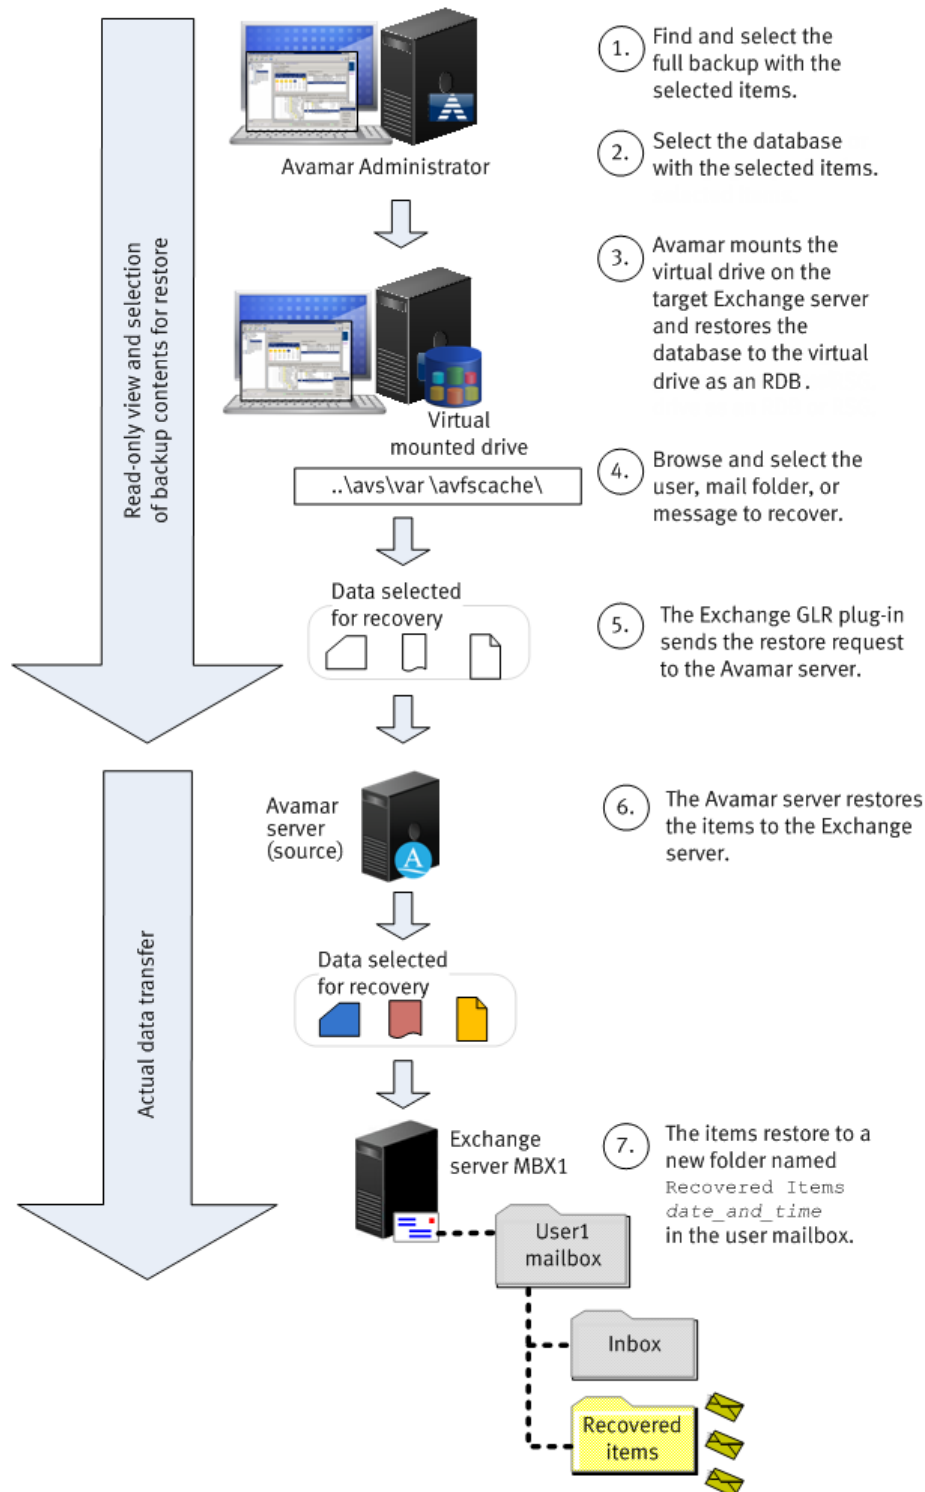 1. Find and select the
full backup with the
selected items.
Avamar Administrator
2. Select the database
with the selected items.
3. Avamar mounts the
virtual drive on the
target Exchange server
and restores the
database to the virtual
drive as an RDB.
Read-only view and selection
of backup contents for restore
Virtual
mounted drive
..\avs\var \avfscache\
4. Browse and select the
user, mail folder, or
message to recover.
Data selected
for recovery
5. The Exchange GLR plug-in
sends the restore request
to the Avamar server.
Avamar
server
(source)
A
6. The Avamar server restores
the items to the Exchange
server.
Actual data transfer
Data selected
for recovery
Exchange
server MBX1
7. The items restore to a
new folder named
Recovered Items
date_and_time
in the user mailbox.
User1
mailbox
Inbox
Recovered
items